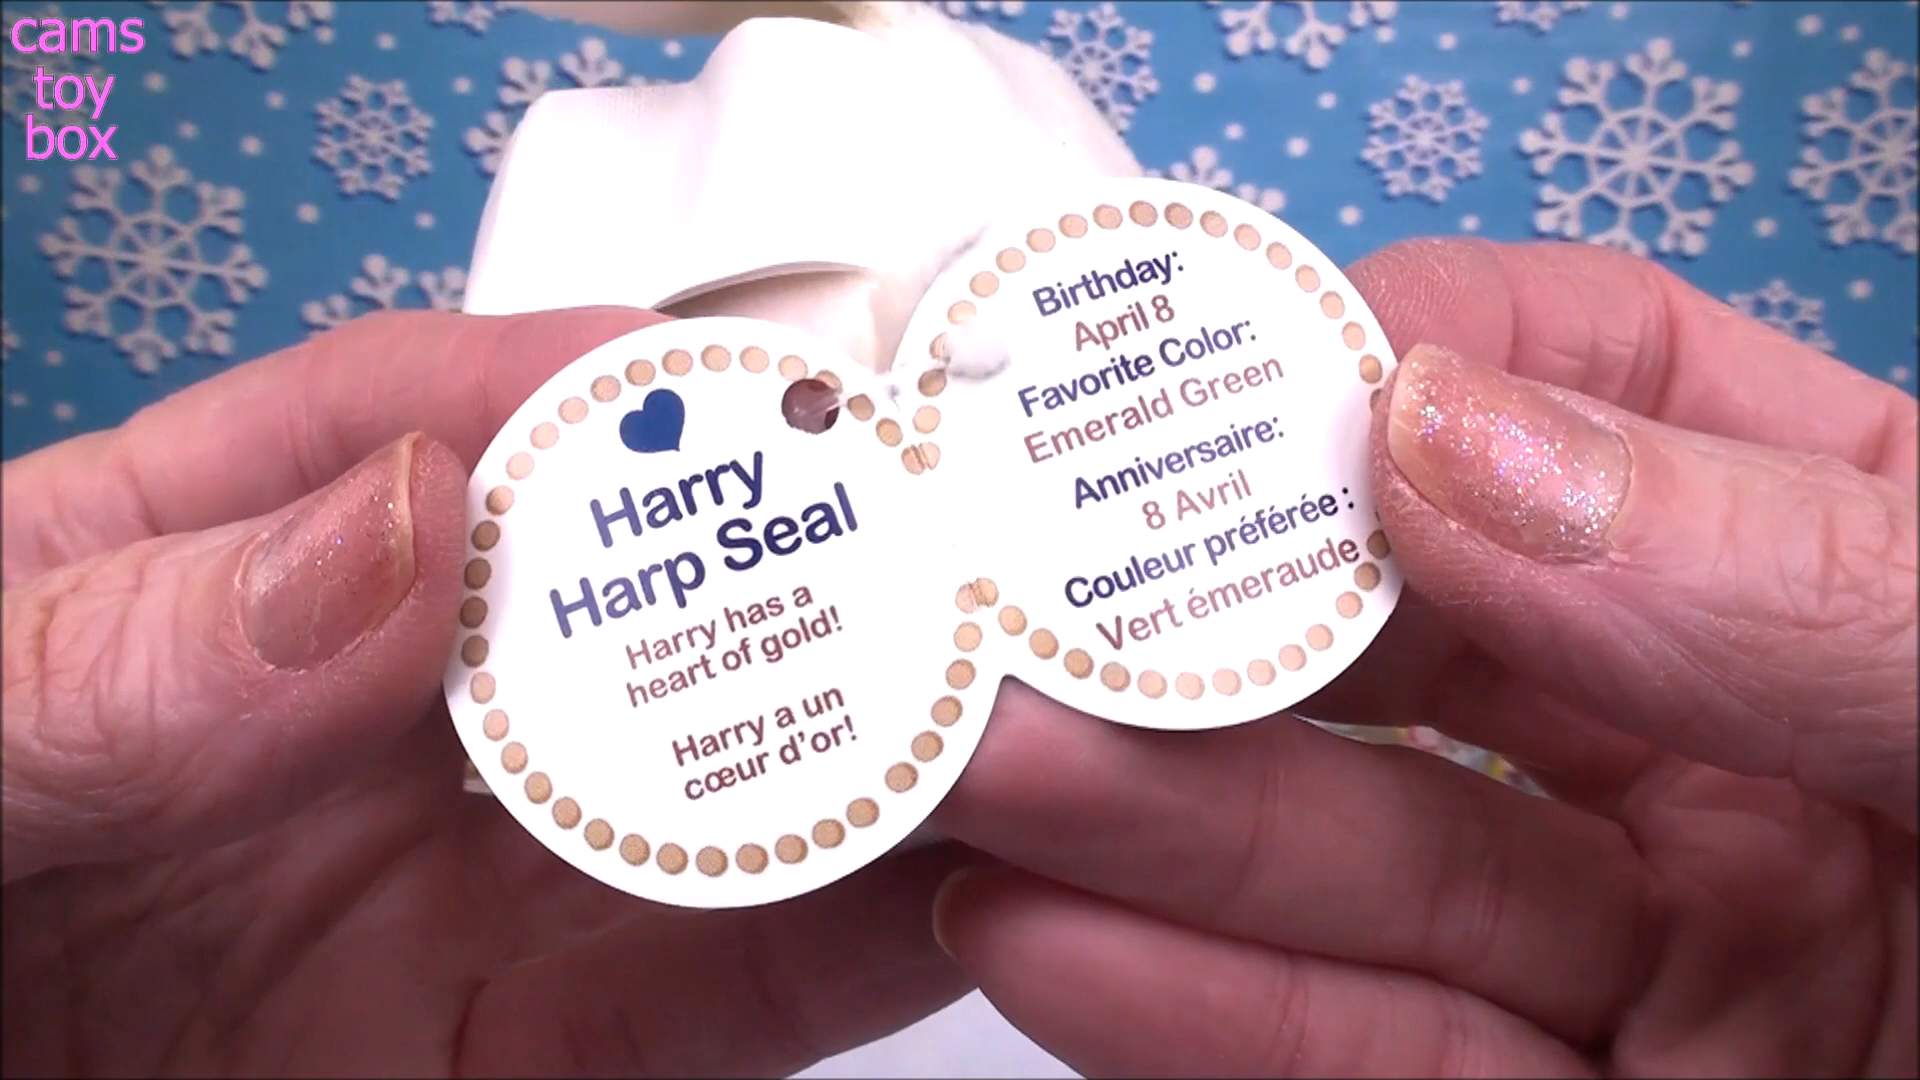 cams
toy
box
Harry
Harp Seal
Harry has a
heart of gold!
Harry a un
cœur d'or!
Birthday:
April 8
Favorite Color:
Emerald Green
Anniversaire:
8 Avril
Couleur préférée :
Vert émeraude